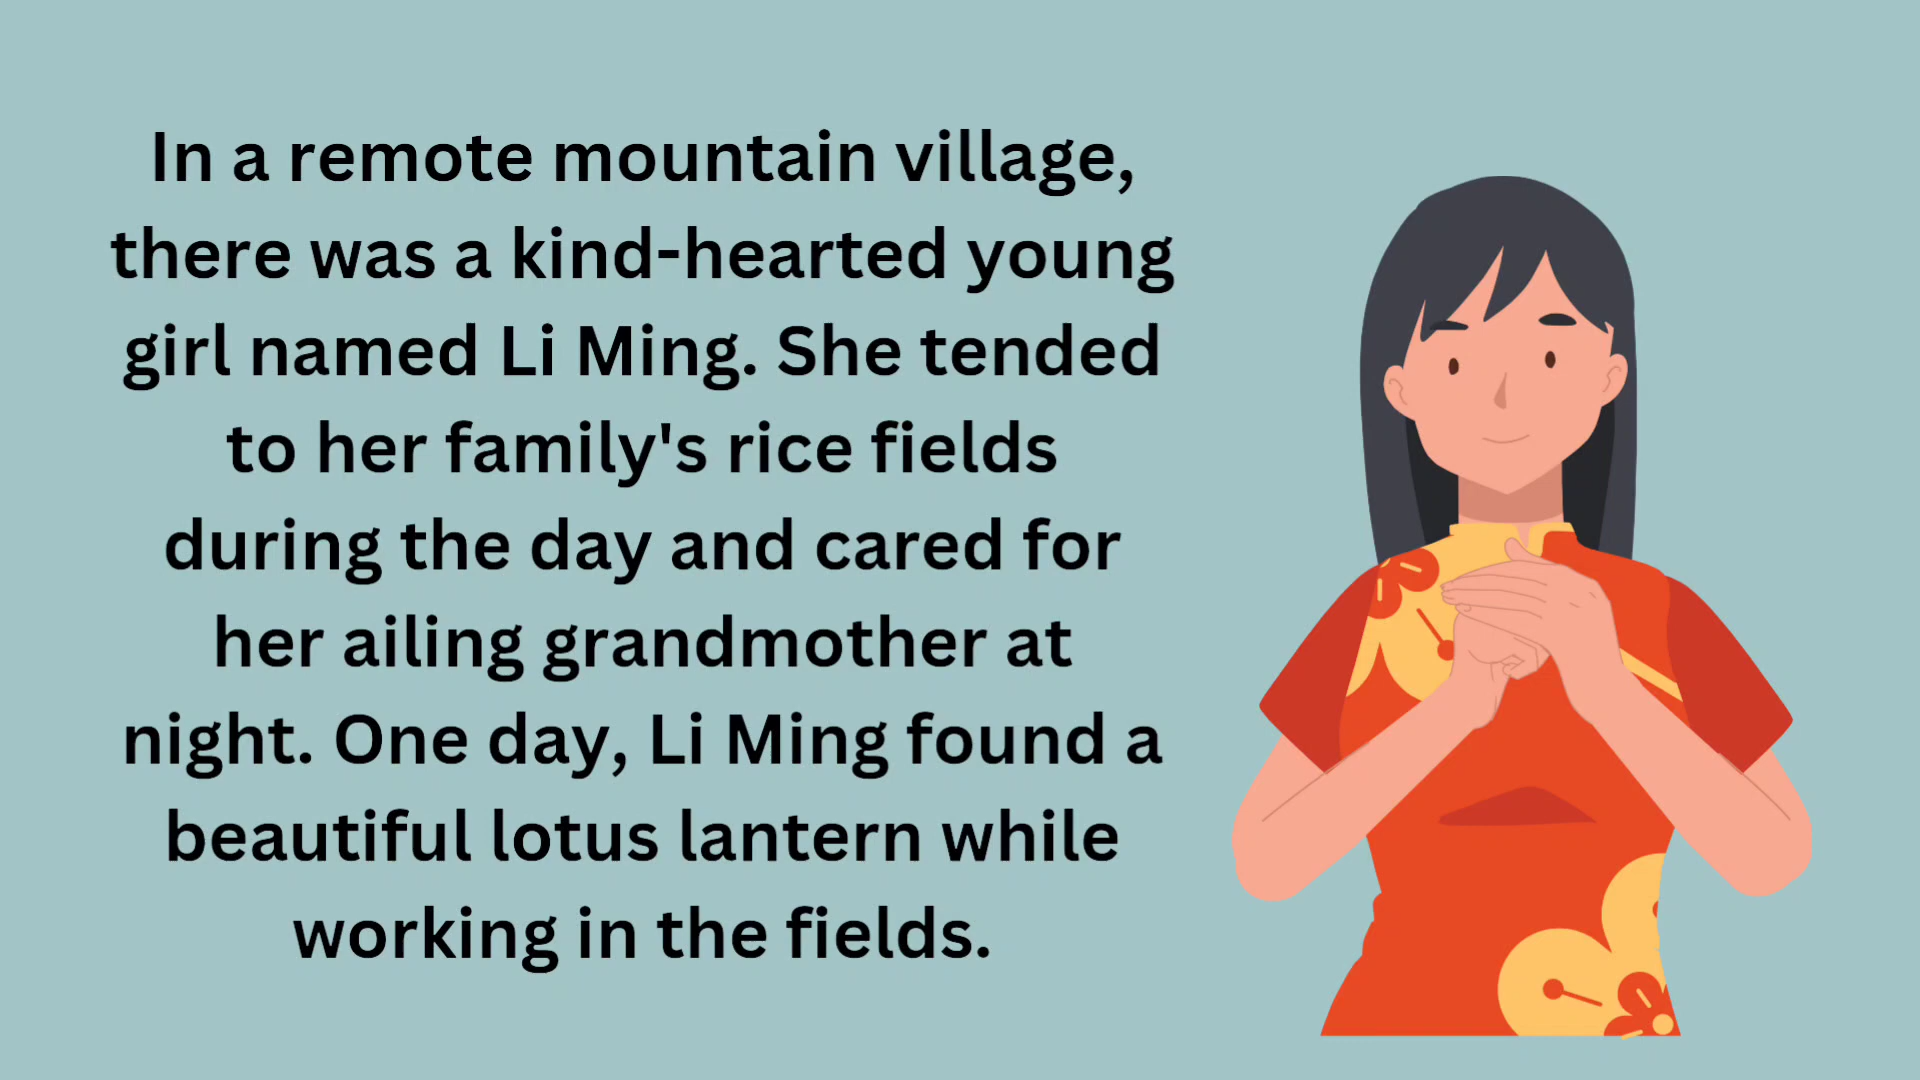 In a remote mountain village,
there was a kind-hearted young
girl named Li Ming. She tended
to her family's rice fields
during the day and cared for
her ailing grandmother at
night. One day, Li Ming found a
beautiful lotus lantern while
working in the fields.